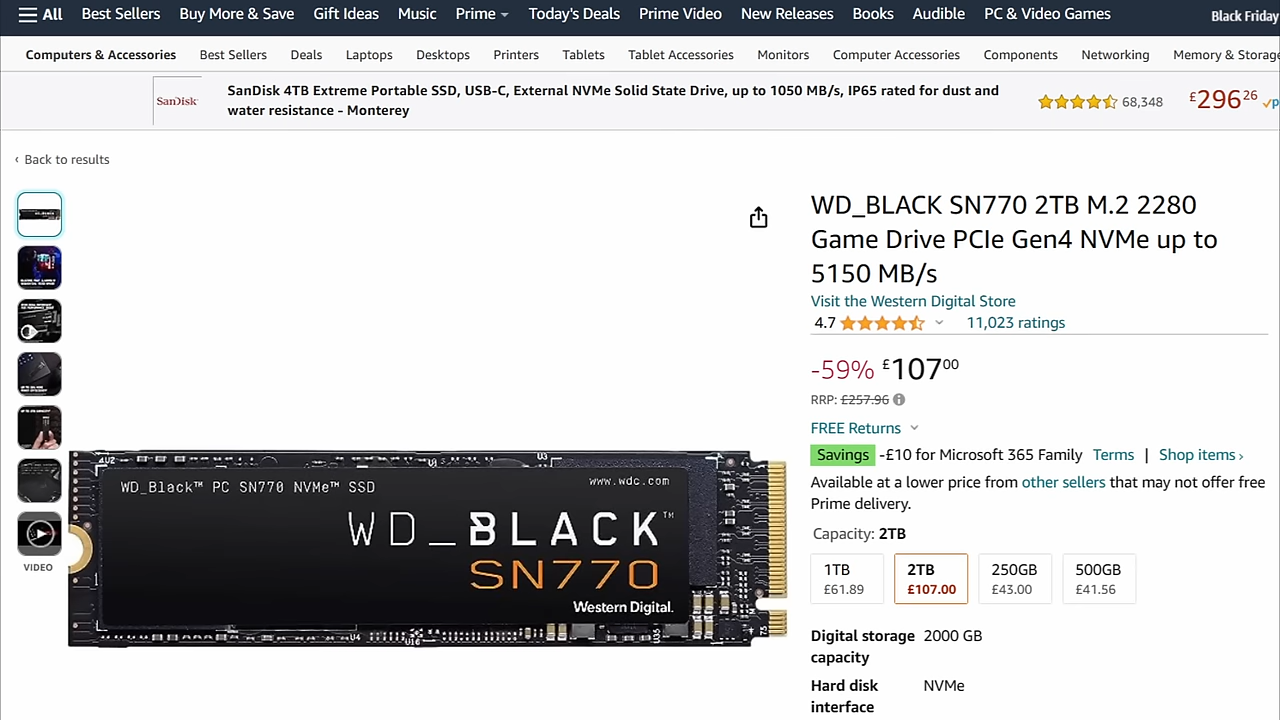 All Best Sellers Buy More & Save Gift Ideas Music Prime Today's Deals Prime Video New Releases Books Audible PC & Video Games Black Friday
Computers & Accessories Best Sellers Deals Laptops Desktops Printers Tablets Tablet Accessories Monitors Computer Accessories Components Networking Memory & Storage
SanDisk
SanDisk 4TB Extreme Portable SSD, USB-C, External NVMe Solid State Drive, up to 1050 MB/s, IP65 rated for dust and
water resistance - Monterey
68,348
£296 26
‹ Back to results
WD_BLACK SN770 2TB M.2 2280
Game Drive PCIe Gen4 NVMe up to
5150 MB/s
Visit the Western Digital Store
4.7 11,023 ratings
-59% £107 00
RRP: £257.96
FREE Returns
Savings -£10 for Microsoft 365 Family Terms | Shop items ›
Available at a lower price from other sellers that may not offer free
Prime delivery.
Capacity: 2TB
1TB 2TB 250GB 500GB
£61.89 £107.00 £43.00 £41.56
Digital storage capacity 2000 GB
Hard disk interface NVMe
VIDEO
WD_Black™ PC SN770 NVMe™ SSD
www.wdc.com
WD_BLACK™
SN770
Western Digital.
U2
U3
U4
U16